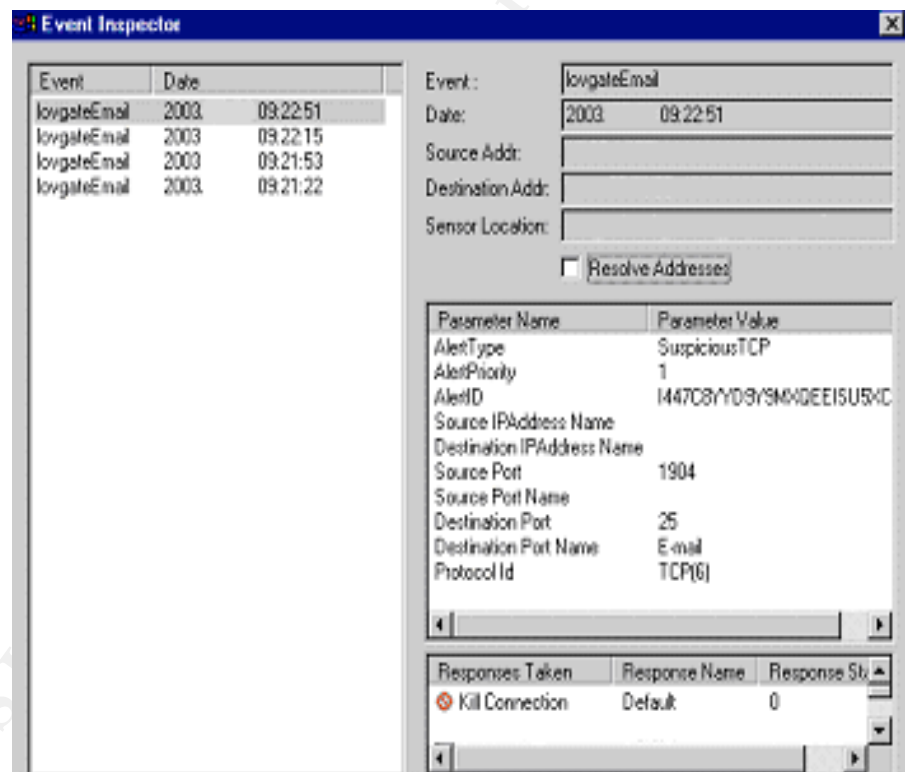 Event Inspector
Event Date
lovgateEmail 2003. 09:22:51
lovgateEmail 2003 09:22:15
lovgateEmail 2003 09:21:53
lovgateEmail 2003. 09:21:22
Event: lovgateEmail
Date: 2003. 09:22:51
Source Addr:
Destination Addr:
Sensor Location:
Resolve Addresses
Parameter Name Parameter Value
AlertType SuspiciousTCP
AlertPriority 1
AlertID
Source IPAddress Name
Destination IPAddress Name
Source Port 1904
Source Port Name
Destination Port 25
Destination Port Name E-mail
Protocol Id TCP(6)
Responses Taken Response Name Response Sta
Kill Connection Default 0